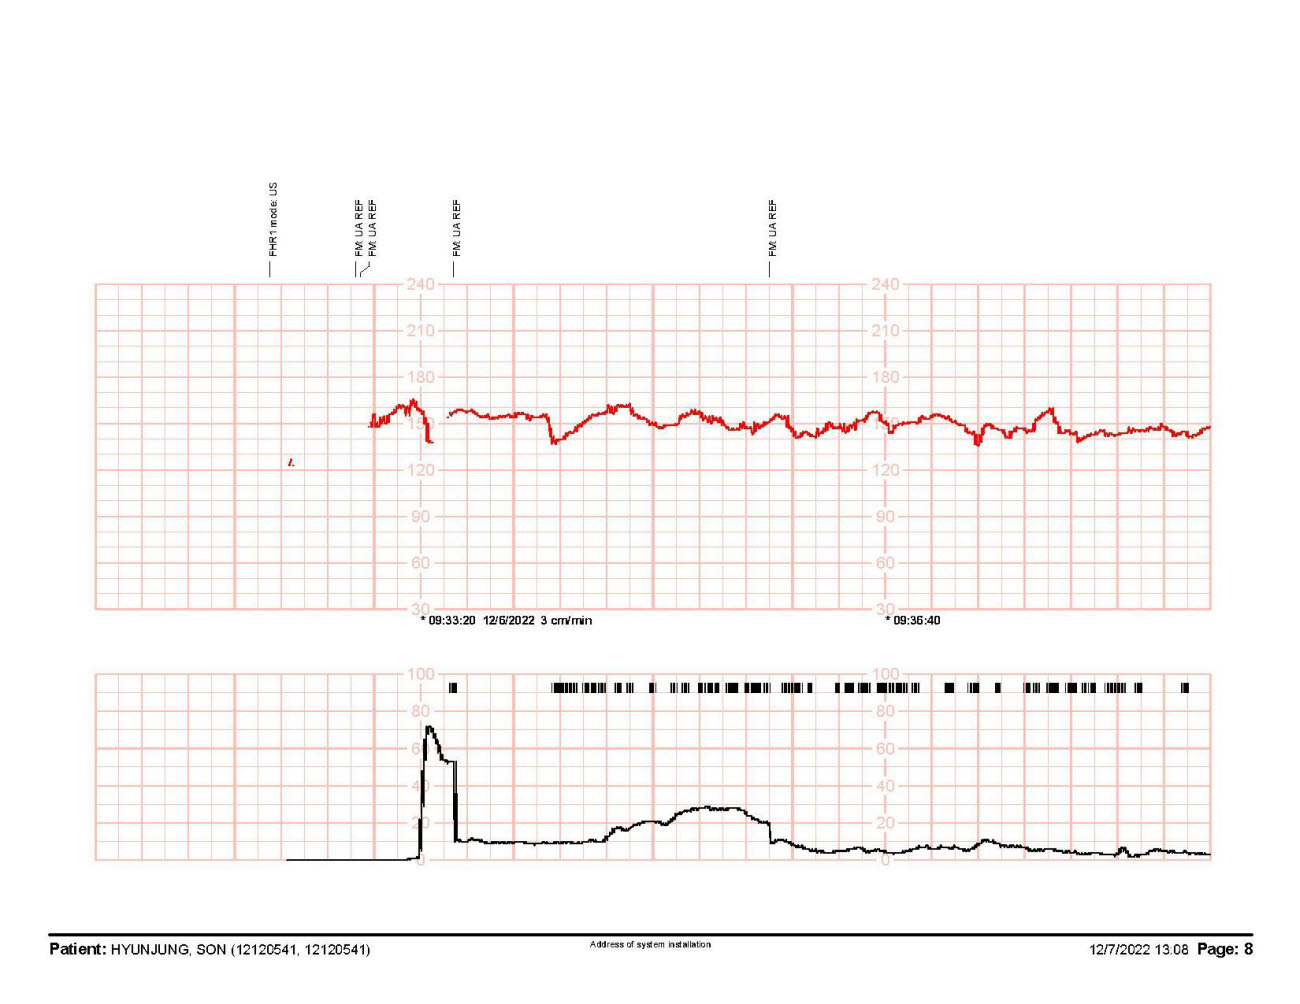 FHR1 mode: US
FM: UA REF
FM: UA REF
FM: UA REF
FM: UA REF
240 240
210 210
180 180
150 150
120 120
90 90
60 60
30 30
* 09:33:20 12/6/2022 3 cm/min * 09:36:40
100 100
80 80
60 60
40 40
20 20
0 0
Patient: HYUNJUNG, SON (12120541, 12120541) Address of system installation 12/7/2022 13:08 Page: 8